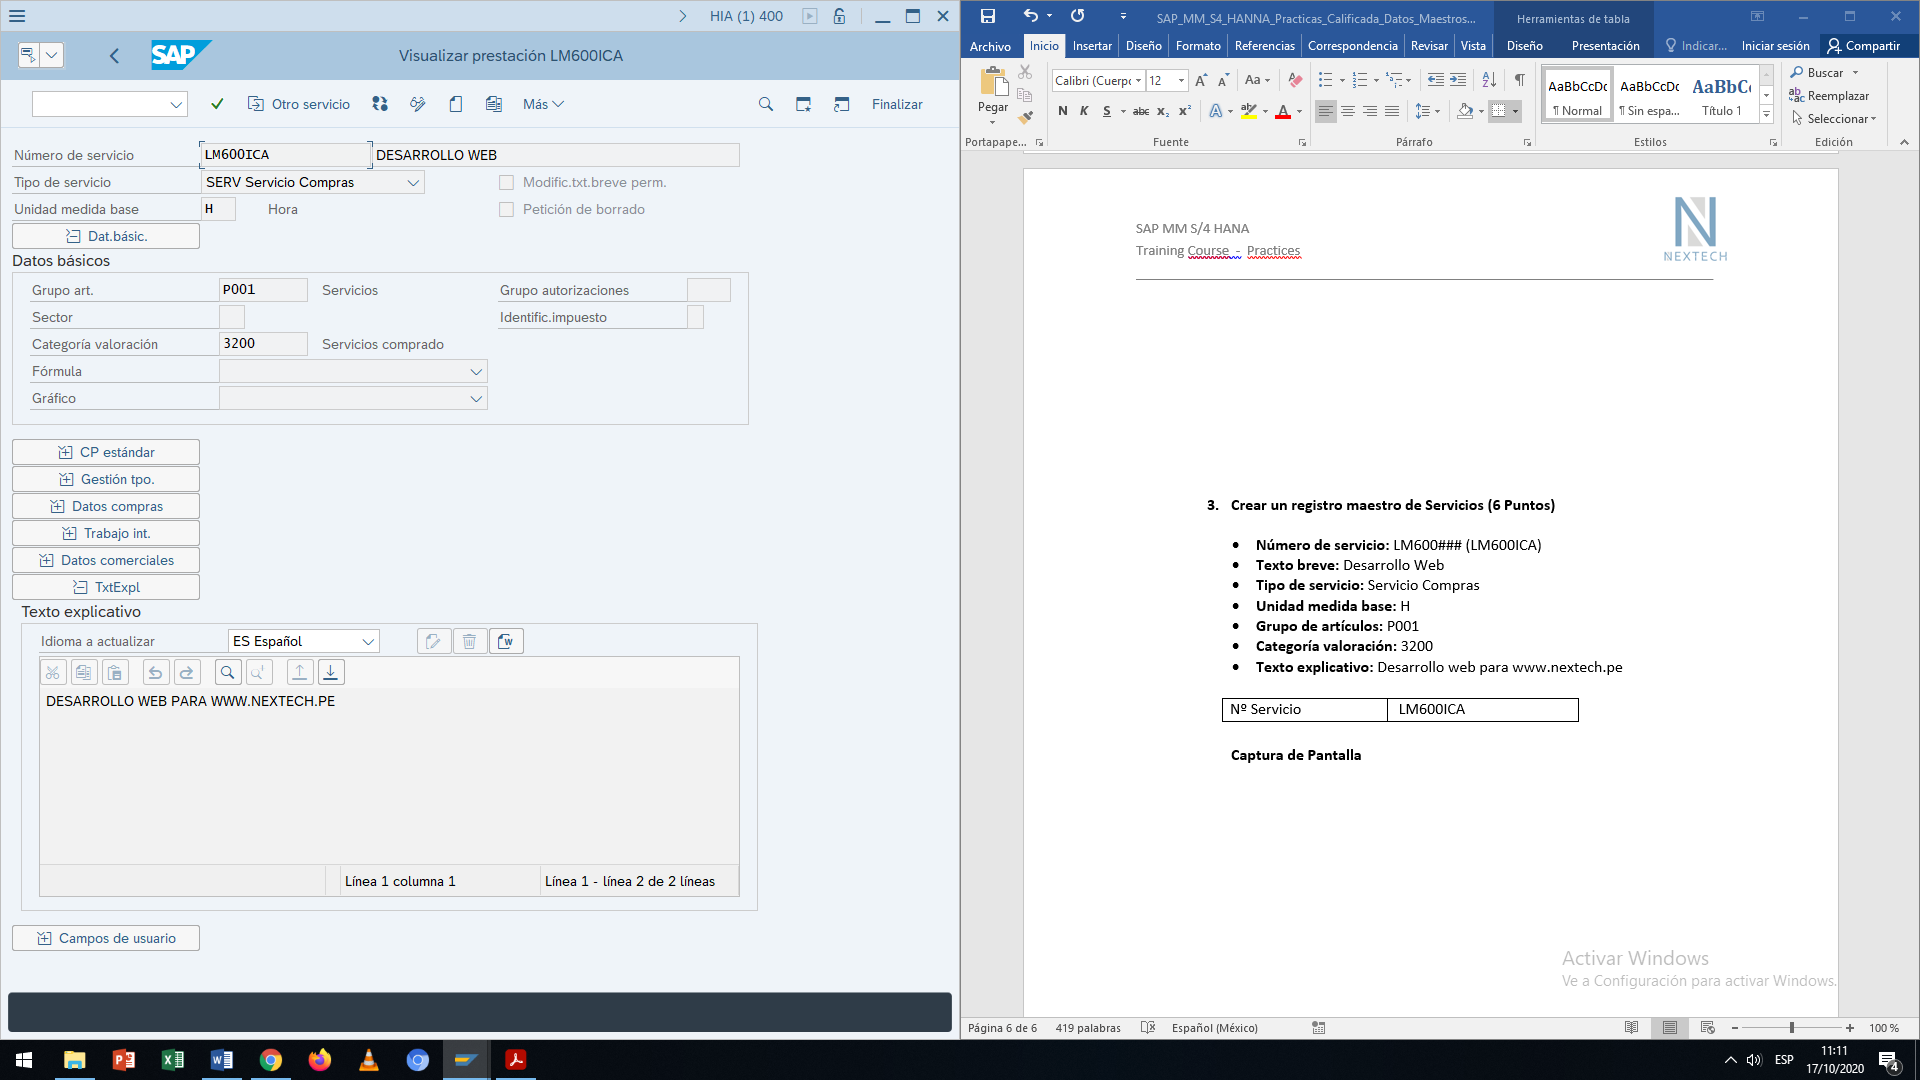 HIA (1) 400
SAP
Visualizar prestación LM600ICA
Otro servicio
Más
Finalizar
Número de servicio
LM600ICA
DESARROLLO WEB
Tipo de servicio
SERV Servicio Compras
Modific.txt.breve perm.
Unidad medida base
H
Hora
Petición de borrado
Dat.básic.
Datos básicos
Grupo art.
P001
Servicios
Grupo autorizaciones
Sector
Identific.impuesto
Categoría valoración
3200
Servicios comprado
Fórmula
Gráfico
CP estándar
Gestión tpo.
Datos compras
Trabajo int.
Datos comerciales
TxtExpl
Texto explicativo
Idioma a actualizar
ES Español
DESARROLLO WEB PARA WWW.NEXTECH.PE
Línea 1 columna 1
Línea 1 - línea 2 de 2 líneas
Campos de usuario
SAP_MM_S4_HANNA_Practicas_Calificada_Datos_Maestros...
Herramientas de tabla
Archivo
Inicio
Insertar
Diseño
Formato
Referencias
Correspondencia
Revisar
Vista
Diseño
Presentación
Indicar...
Iniciar sesión
Compartir
Pegar
Calibri (Cuerpo
12
Aa
N K S abc x₂ x²
AaBbCcDc
¶ Normal
AaBbCcDc
¶ Sin espa...
AaBbC
Título 1
Buscar
Reemplazar
Seleccionar
Portapape...
Fuente
Párrafo
Estilos
Edición
SAP MM S/4 HANA
Training Course - Practices
NEXTECH
3. Crear un registro maestro de Servicios (6 Puntos)
• Número de servicio: LM600### (LM600ICA)
• Texto breve: Desarrollo Web
• Tipo de servicio: Servicio Compras
• Unidad medida base: H
• Grupo de artículos: P001
• Categoría valoración: 3200
• Texto explicativo: Desarrollo web para www.nextech.pe
Nº Servicio
LM600ICA
Captura de Pantalla
Activar Windows
Ve a Configuración para activar Windows.
Página 6 de 6
419 palabras
Español (México)
100 %
ESP
11:11
17/10/2020
4